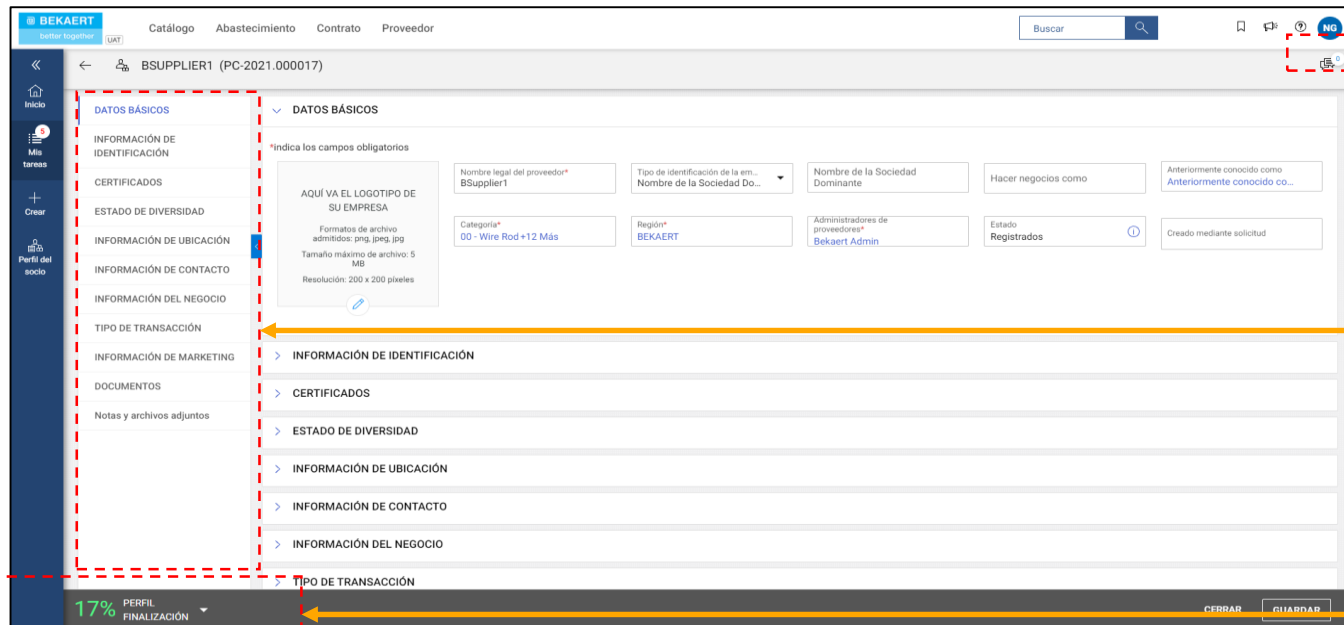 BEKAERT
better together
UAT
Catálogo Abastecimiento Contrato Proveedor
Buscar
NG
BSUPPLIER1 (PC-2021.000017)
0
Inicio
5
Mis
tareas
Crear
Perfil del
socio
DATOS BÁSICOS
INFORMACIÓN DE
IDENTIFICACIÓN
CERTIFICADOS
ESTADO DE DIVERSIDAD
INFORMACIÓN DE UBICACIÓN
INFORMACIÓN DE CONTACTO
INFORMACIÓN DEL NEGOCIO
TIPO DE TRANSACCIÓN
INFORMACIÓN DE MARKETING
DOCUMENTOS
Notas y archivos adjuntos
DATOS BÁSICOS
*indica los campos obligatorios
AQUÍ VA EL LOGOTIPO DE
SU EMPRESA
Formatos de archivo
admitidos: png, jpeg, jpg
Tamaño máximo de archivo: 5
MB
Resolución: 200 x 200 píxeles
Nombre legal del proveedor*
BSupplier1
Tipo de identificación de la em...
Nombre de la Sociedad Do...
Nombre de la Sociedad
Dominante
Hacer negocios como
Anteriormente conocido como
Anteriormente conocido co...
Categoría*
00 - Wire Rod +12 Más
Región*
BEKAERT
Administradores de
proveedores*
Bekaert Admin
Estado
Registrados
Creado mediante solicitud
INFORMACIÓN DE IDENTIFICACIÓN
CERTIFICADOS
ESTADO DE DIVERSIDAD
INFORMACIÓN DE UBICACIÓN
INFORMACIÓN DE CONTACTO
INFORMACIÓN DEL NEGOCIO
TIPO DE TRANSACCIÓN
17% PERFIL
FINALIZACIÓN
CERRAR GUARDAR